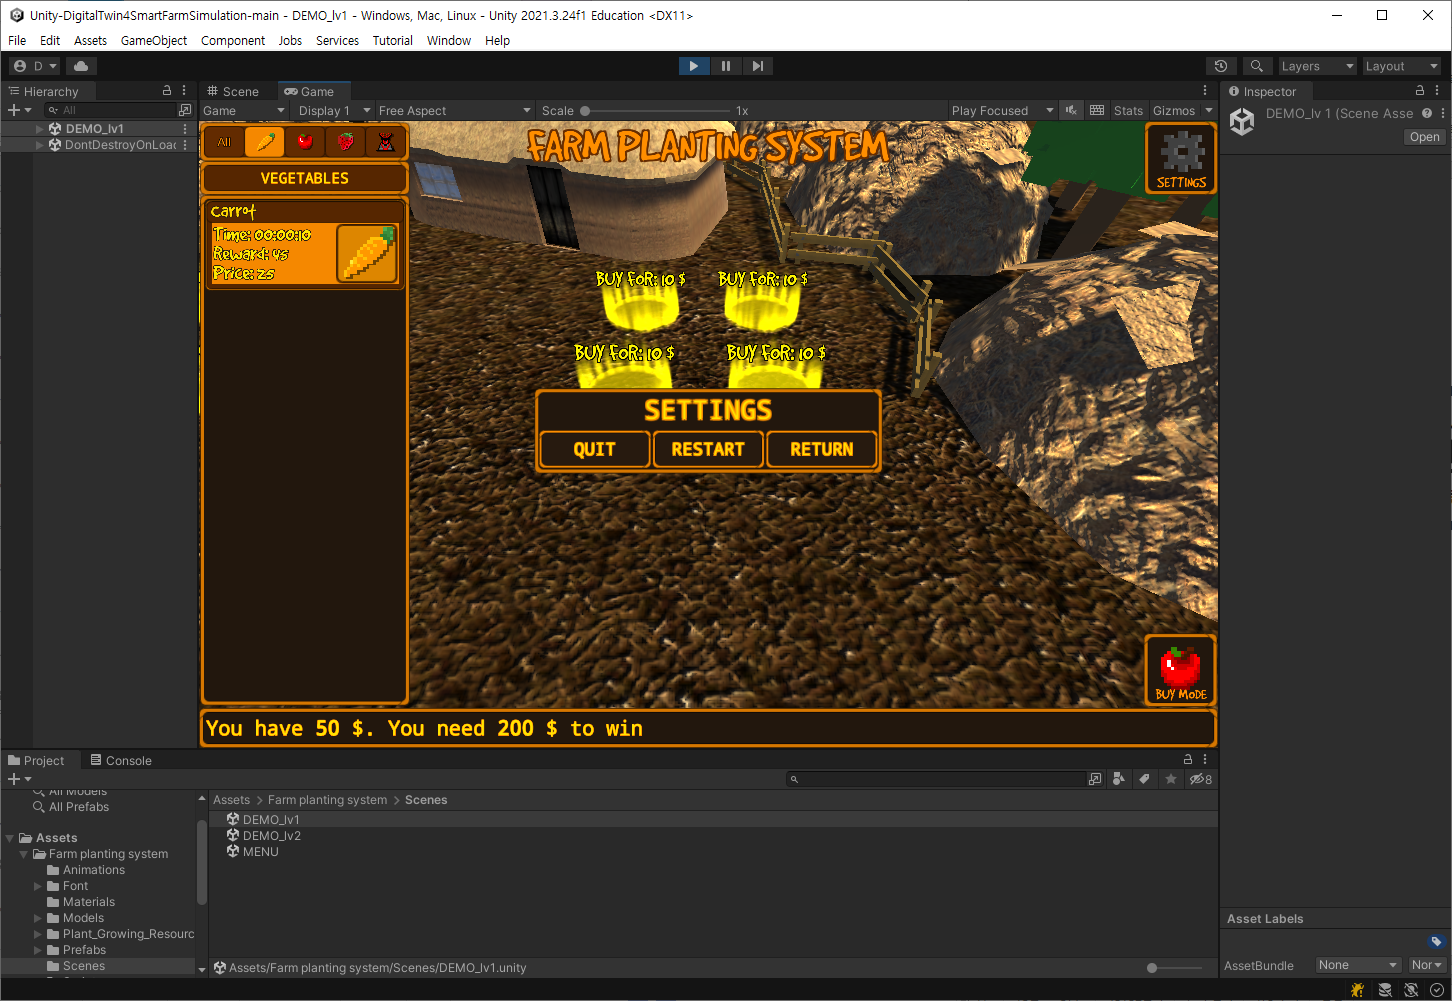 Unity-DigitalTwin4SmartFarmSimulation-main - DEMO_lv1 - Windows, Mac, Linux - Unity 2021.3.24f1 Education <DX11>
File Edit Assets GameObject Component Jobs Services Tutorial Window Help
D Layers Layout
Hierarchy Scene Game Inspector
All Game Display 1 Free Aspect Scale 1x Play Focused Stats Gizmos
DEMO_lv 1 (Scene Asse
Open
DEMO_lv1
DontDestroyOnLoad
All
FARM PLANTING SYSTEM
SETTINGS
VEGETABLES
Carrot
Time: 00:00:10
Reward: 4s
Price: 2s
BUY FOR: 10 $ BUY FOR: 10 $
BUY FOR: 10 $ BUY FOR: 10 $
SETTINGS
QUIT RESTART RETURN
BUY MODE
You have 50 $. You need 200 $ to win
Project Console
8
All Models
All Prefabs
Assets
Farm planting system
Animations
Font
Materials
Models
Plant_Growing_Resourc
Prefabs
Scenes
Assets > Farm planting system > Scenes
DEMO_lv1
DEMO_lv2
MENU
Assets/Farm planting system/Scenes/DEMO_lv1.unity
Asset Labels
AssetBundle None Nor